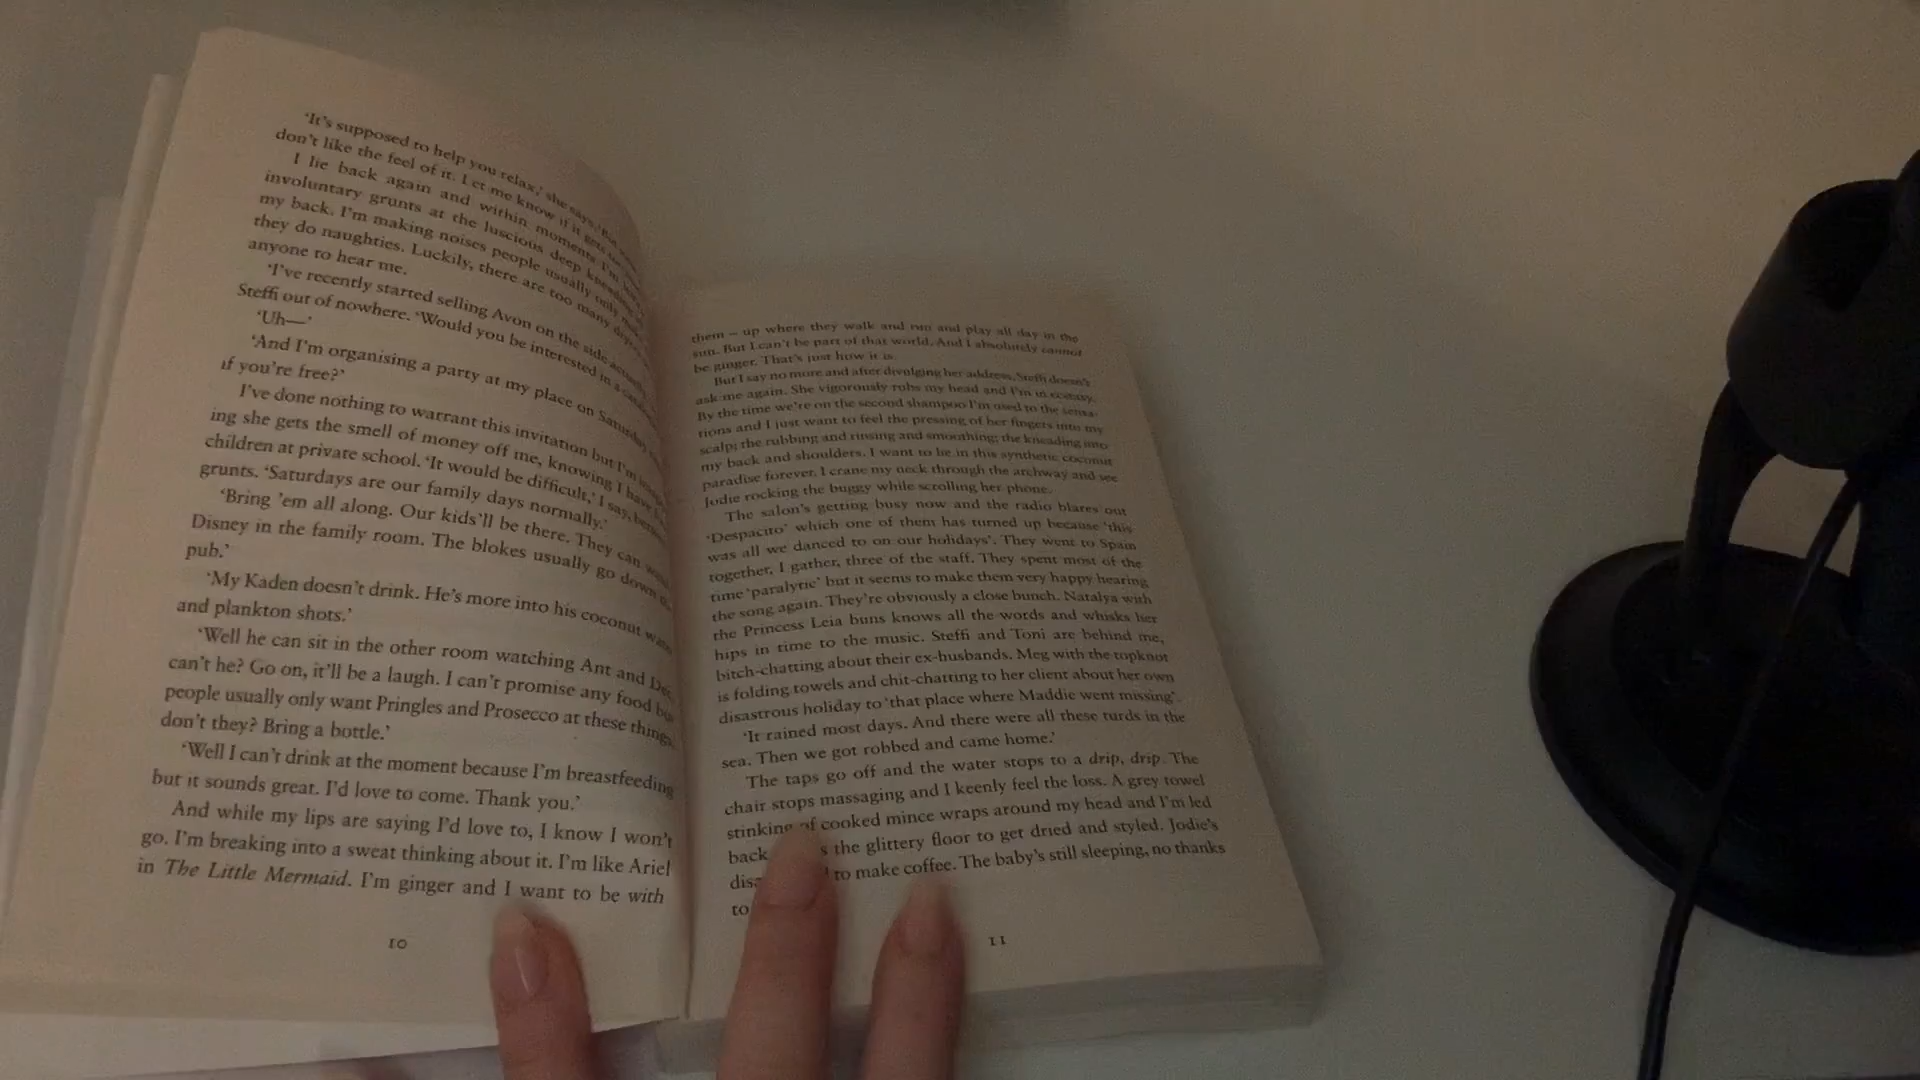 'It's supposed to help you relax,' she says. 'But some
don't like the feel of it. Let me know if it gets
I lie back again and within moments I'm
involuntary grunts at the luscious deep kneading
my back. I'm making noises people usually only make
they do naughties. Luckily, there are too many dryers
anyone to hear me.
'I've recently started selling Avon on the side actually,
Steffi out of nowhere. 'Would you be interested in a
'Uh—'
'And I'm organising a party at my place on Saturday
if you're free?'
I've done nothing to warrant this invitation but I'm
ing she gets the smell of money off me, knowing I have
children at private school. 'It would be difficult,' I say,
grunts. 'Saturdays are our family days normally.'
'Bring 'em all along. Our kids'll be there. They can
Disney in the family room. The blokes usually go down the
pub.'
'My Kaden doesn't drink. He's more into his coconut water
and plankton shots.'
'Well he can sit in the other room watching Ant and Dec,
can't he? Go on, it'll be a laugh. I can't promise any food but
people usually only want Pringles and Prosecco at these things,
don't they? Bring a bottle.'
'Well I can't drink at the moment because I'm breastfeeding
but it sounds great. I'd love to come. Thank you.'
And while my lips are saying I'd love to, I know I won't
go. I'm breaking into a sweat thinking about it. I'm like Ariel
in The Little Mermaid. I'm ginger and I want to be with
10
them – up where they walk and run and play all day in the
sun. But I can't be part of that world. And I absolutely cannot
be ginger. That's just how it is.
But I say no more and after divulging her address, Steffi doesn't
ask me again. She vigorously rubs my head and I'm in ecstasy.
By the time we're on the second shampoo I'm used to the sensa-
tions and I just want to feel the pressing of her fingers into my
scalp; the rubbing and rinsing and smoothing; the kneading into
my back and shoulders. I want to lie in this synthetic coconut
paradise forever. I crane my neck through the archway and see
Jodie rocking the buggy while scrolling her phone.
The salon's getting busy now and the radio blares out
'Despacito' which one of them has turned up because 'this
was all we danced to on our holidays'. They went to Spain
together, I gather, three of the staff. They spent most of the
time 'paralytic' but it seems to make them very happy hearing
the song again. They're obviously a close bunch. Natalya with
the Princess Leia buns knows all the words and whisks her
hips in time to the music. Steffi and Toni are behind me,
bitch-chatting about their ex-husbands. Meg with the topknot
is folding towels and chit-chatting to her client about her own
disastrous holiday to 'that place where Maddie went missing'.
'It rained most days. And there were all these turds in the
sea. Then we got robbed and came home.'
The taps go off and the water stops to a drip, drip. The
chair stops massaging and I keenly feel the loss. A grey towel
stinking of cooked mince wraps around my head and I'm led
back the glittery floor to get dried and styled. Jodie's
to make coffee. The baby's still sleeping, no thanks
to
11